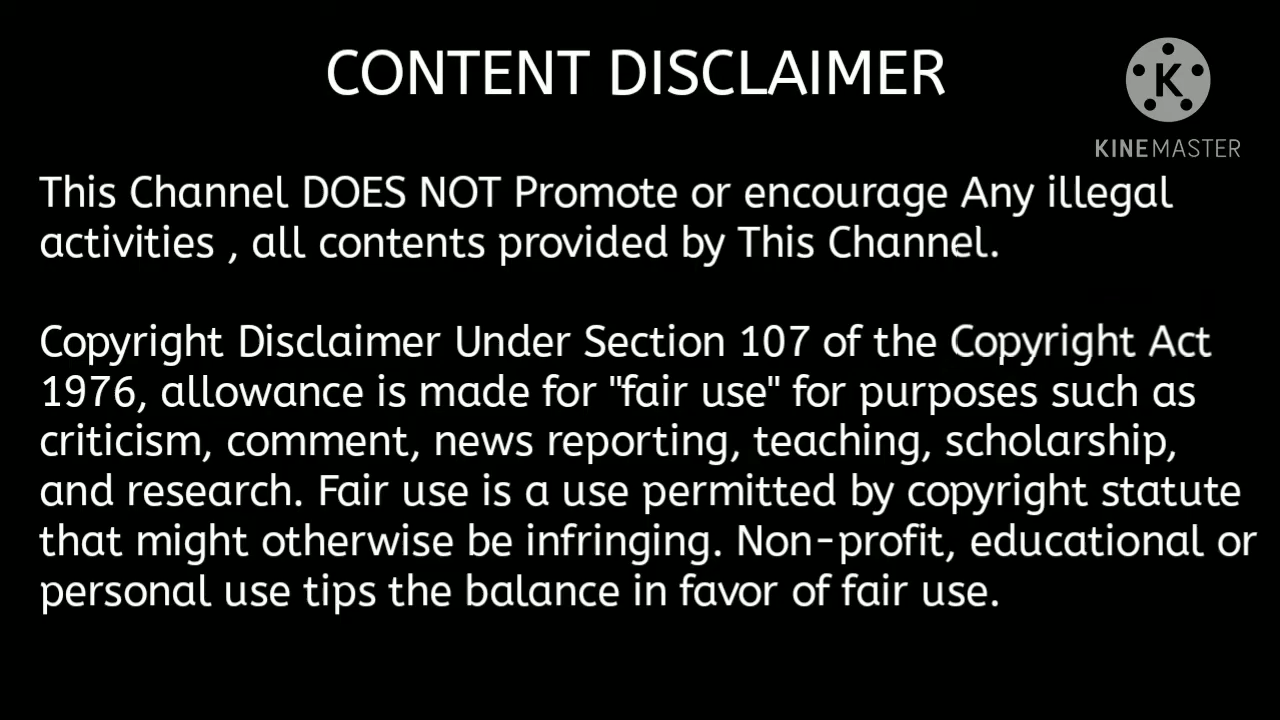 CONTENT DISCLAIMER
K
KINEMASTER
This Channel DOES NOT Promote or encourage Any illegal
activities , all contents provided by This Channel.
Copyright Disclaimer Under Section 107 of the Copyright Act
1976, allowance is made for "fair use" for purposes such as
criticism, comment, news reporting, teaching, scholarship,
and research. Fair use is a use permitted by copyright statute
that might otherwise be infringing. Non-profit, educational or
personal use tips the balance in favor of fair use.